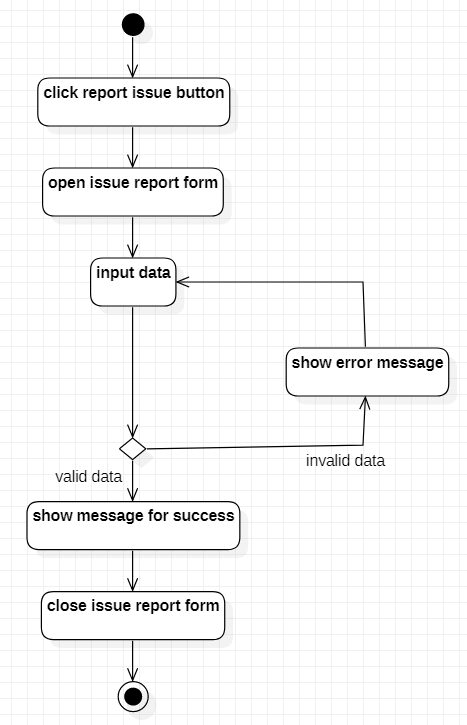 click report issue button
open issue report form
input data
show error message
invalid data
valid data
show message for success
close issue report form